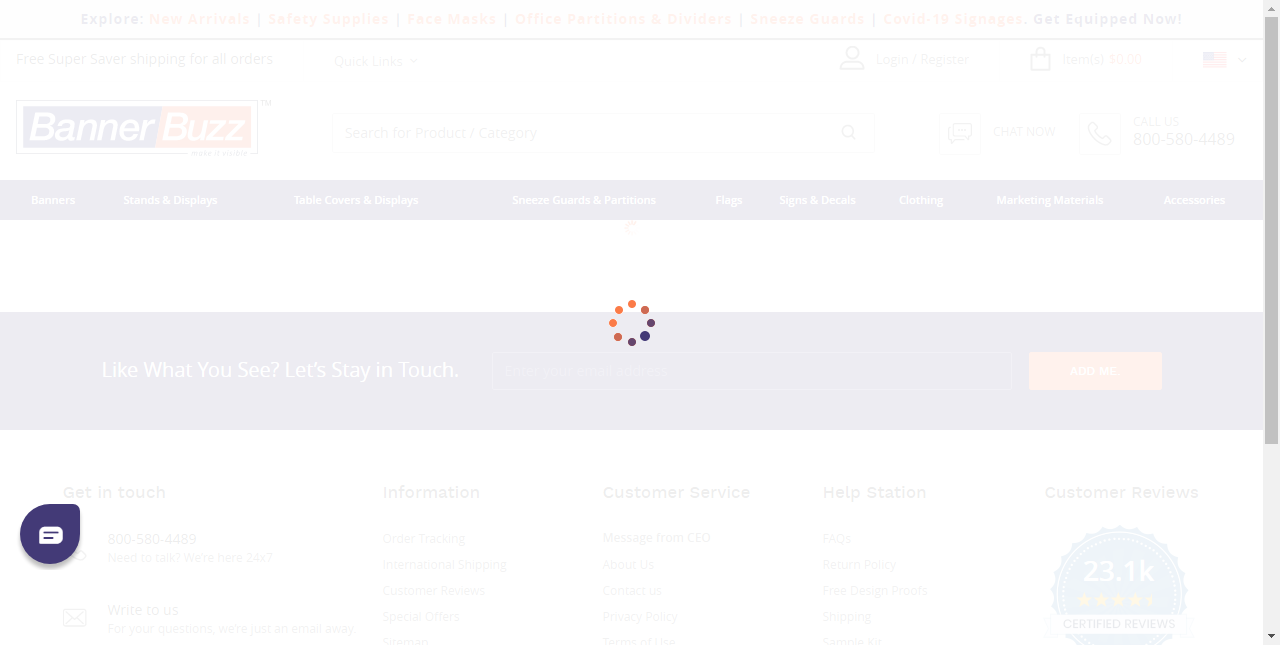 Explore: New Arrivals | Safety Supplies | Face Masks | Office Partitions & Dividers | Sneeze Guards | Covid-19 Signages. Get Equipped Now!
Free Super Saver shipping for all orders
Quick Links
Login / Register
Item(s) $0.00
BannerBuzz
TM
make it visible
Search for Product / Category
CHAT NOW
CALL US
800-580-4489
Banners
Stands & Displays
Table Covers & Displays
Sneeze Guards & Partitions
Flags
Signs & Decals
Clothing
Marketing Materials
Accessories
Like What You See? Let's Stay in Touch.
Enter your email address
ADD ME.
Get in touch
800-580-4489
Need to talk? We're here 24x7
Write to us
For your questions, we're just an email away.
Information
Order Tracking
International Shipping
Customer Reviews
Special Offers
Sitemap
Customer Service
Message from CEO
About Us
Contact us
Privacy Policy
Terms of Use
Help Station
FAQs
Return Policy
Free Design Proofs
Shipping
Sample Kit
Customer Reviews
23.1k
CERTIFIED REVIEWS